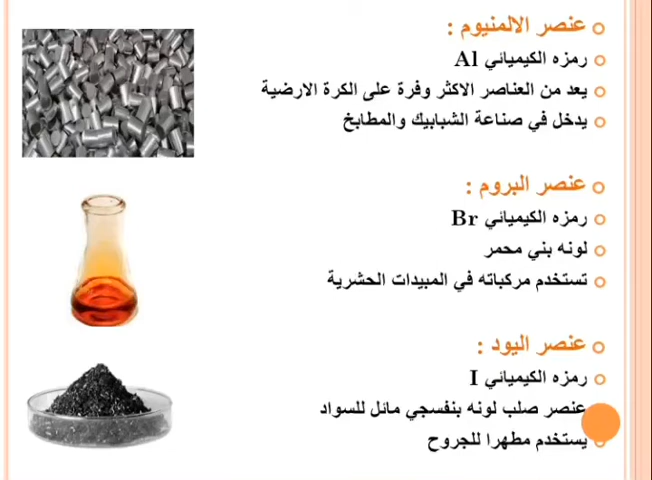 عنصر الالمنيوم :
رمزه الكيميائي Al
يعد من العناصر الاكثر وفرة على الكرة الارضية
يدخل في صناعة الشبابيك والمطابخ
عنصر البروم :
رمزه الكيميائي Br
لونه بني محمر
تستخدم مركباته في المبيدات الحشرية
عنصر اليود :
رمزه الكيميائي I
عنصر صلب لونه بنفسجي مائل للسواد
يستخدم مطهرا للجروح